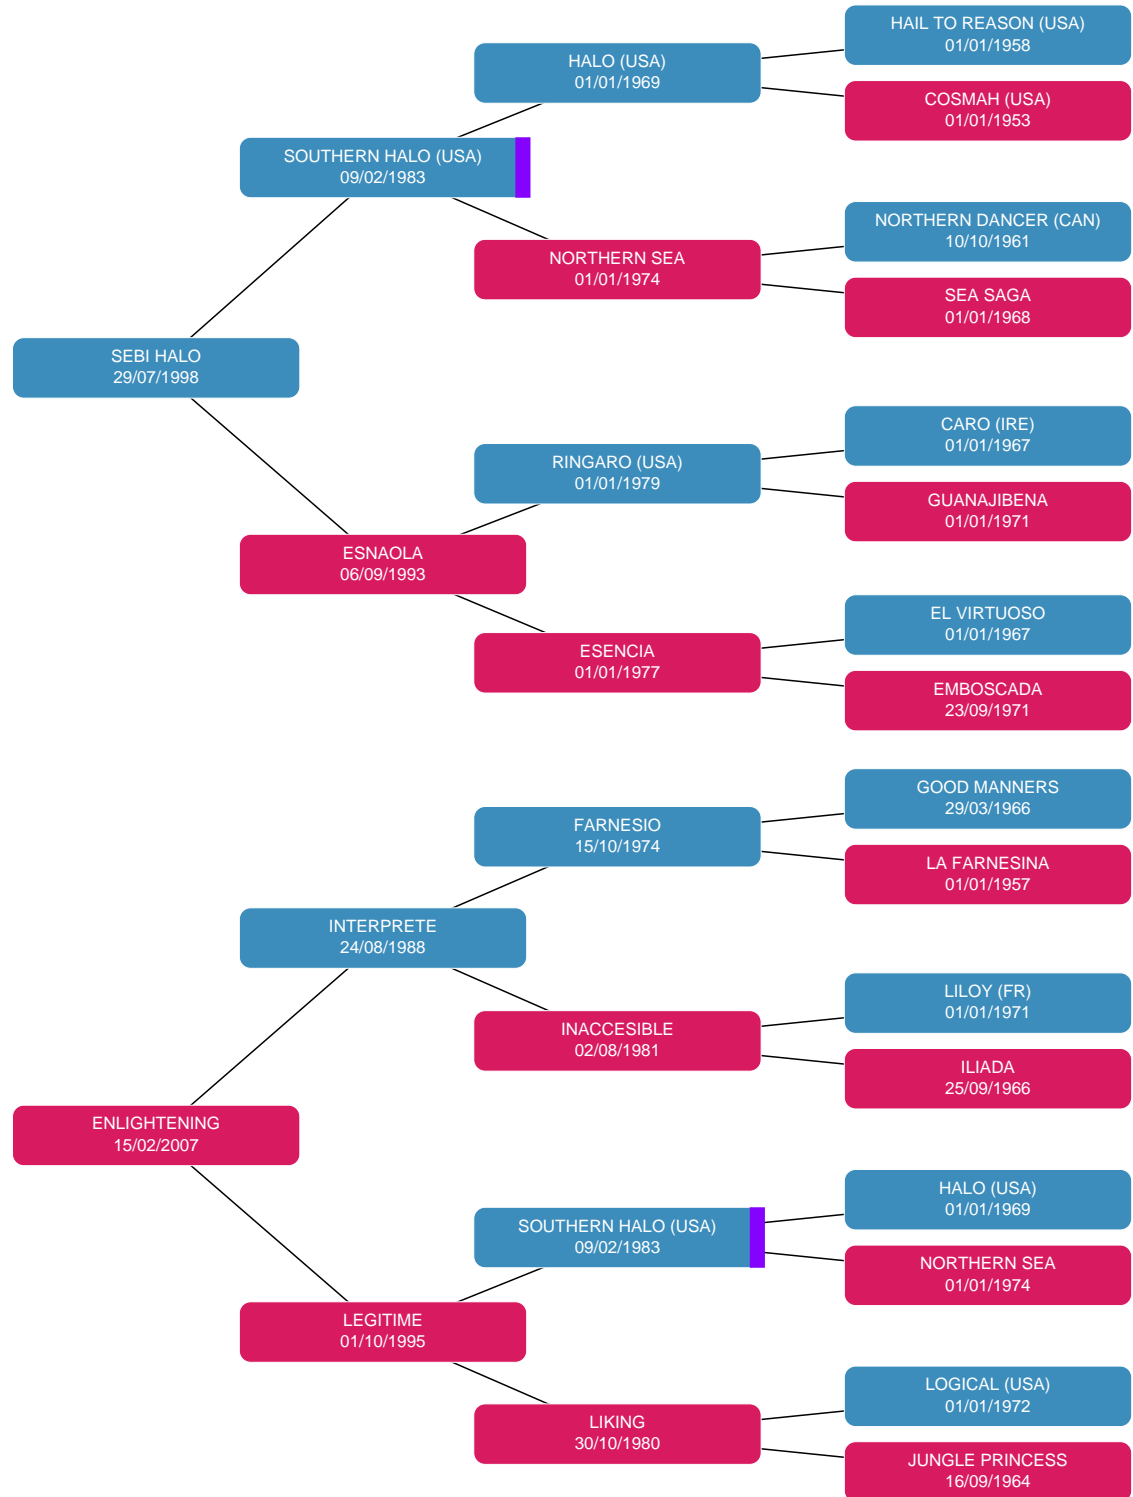 HAIL TO REASON (USA)
01/01/1958
HALO (USA)
01/01/1969
COSMAH (USA)
01/01/1953
SOUTHERN HALO (USA)
09/02/1983
NORTHERN DANCER (CAN)
10/10/1961
NORTHERN SEA
01/01/1974
SEA SAGA
01/01/1968
SEBI HALO
29/07/1998
CARO (IRE)
01/01/1967
RINGARO (USA)
01/01/1979
GUANAJIBENA
01/01/1971
ESNAOLA
06/09/1993
EL VIRTUOSO
01/01/1967
ESENCIA
01/01/1977
EMBOSCADA
23/09/1971
GOOD MANNERS
29/03/1966
FARNESIO
15/10/1974
LA FARNESINA
01/01/1957
INTERPRETE
24/08/1988
LILOY (FR)
01/01/1971
INACCESIBLE
02/08/1981
ILIADA
25/09/1966
ENLIGHTENING
15/02/2007
HALO (USA)
01/01/1969
SOUTHERN HALO (USA)
09/02/1983
NORTHERN SEA
01/01/1974
LEGITIME
01/10/1995
LOGICAL (USA)
01/01/1972
LIKING
30/10/1980
JUNGLE PRINCESS
16/09/1964